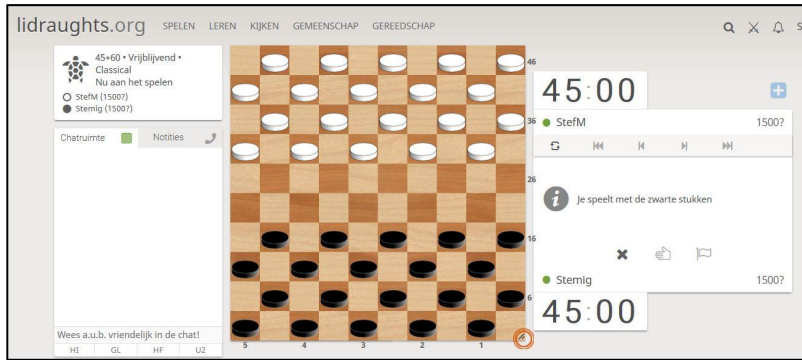 lidraughts.org SPELEN LEREN KIJKEN GEMEENSCHAP GEREEDSCHAP S
45+60 • Vrijblijvend •
Classical
Nu aan het spelen
StefM (1500?)
Stemig (1500?)
Chatruimte Notities
Wees a.u.b. vriendelijk in de chat!
HI GL HF U2
46
36
26
16
6
5 4 3 2 1
45:00
StefM 1500?
i Je speelt met de zwarte stukken
Stemig 1500?
45:00